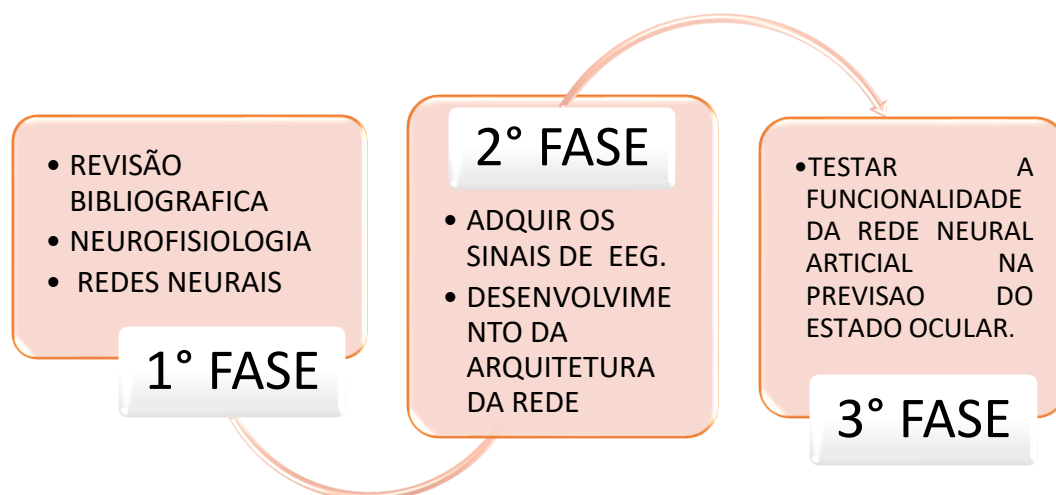 • REVISÃO
BIBLIOGRAFICA
• NEUROFISIOLOGIA
• REDES NEURAIS
1° FASE
2° FASE
• ADQUIR OS
SINAIS DE EEG.
• DESENVOLVIME
NTO DA
ARQUITETURA
DA REDE
•TESTAR A
FUNCIONALIDADE
DA REDE NEURAL
ARTICIAL NA
PREVISAO DO
ESTADO OCULAR.
3° FASE